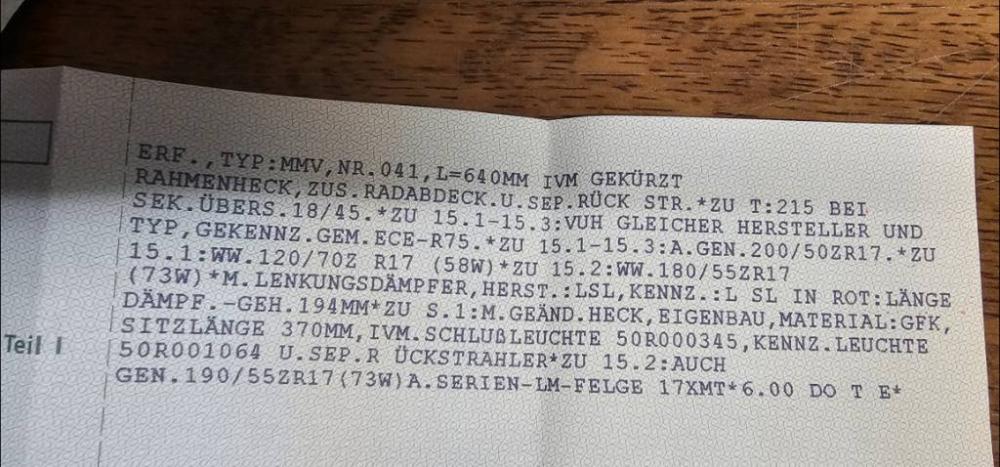 ERF.,TYP:MMV,NR.041,L=640MM IVM GEKÜRZT
RAHMENHECK,ZUS.RADABDECK.U.SEP.RÜCK STR.*ZU T:215 BEI
SEK.ÜBERS.18/45.*ZU 15.1-15.3:VUH GLEICHER HERSTELLER UND
TYP,GEKENNZ.GEM.ECE-R75.*ZU 15.1-15.3:A.GEN.200/50ZR17.*ZU
15.1:WW.120/70Z R17 (58W)*ZU 15.2:WW.180/55ZR17
(73W)*M.LENKUNGSDÄMPFER,HERST.:LSL,KENNZ.:L SL IN ROT:LÄNGE
DÄMPF.-GEH.194MM*ZU S.1:M.GEÄND.HECK,EIGENBAU,MATERIAL:GFK,
SITZLÄNGE 370MM,IVM.SCHLUßLEUCHTE 50R000345,KENNZ.LEUCHTE
50R001064 U.SEP.R ÜCKSTRAHLER*ZU 15.2:AUCH
GEN.190/55ZR17(73W)A.SERIEN-LM-FELGE 17XMT*6.00 DO T E*
Teil I